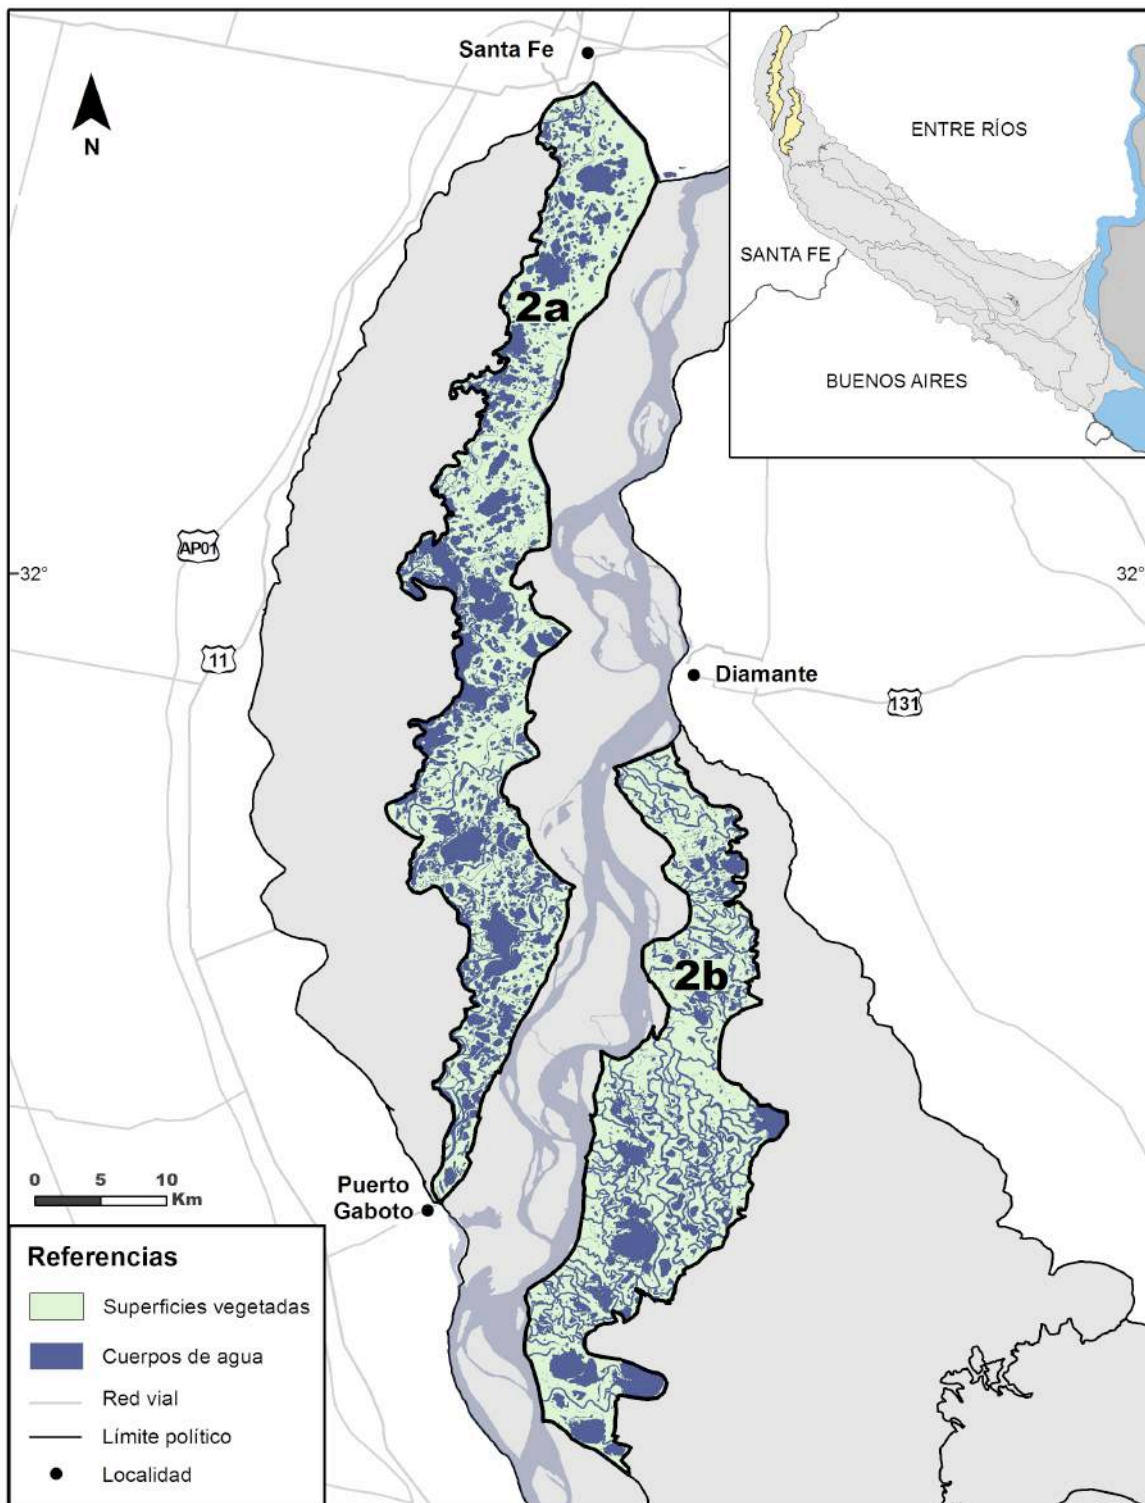 Santa Fe
N
ENTRE RÍOS
SANTA FE
BUENOS AIRES
2a
AP01
32°
32°
11
Diamante
131
2b
0 5 10
Km
Puerto
Gaboto
Referencias
Superficies vegetadas
Cuerpos de agua
Red vial
Límite político
Localidad